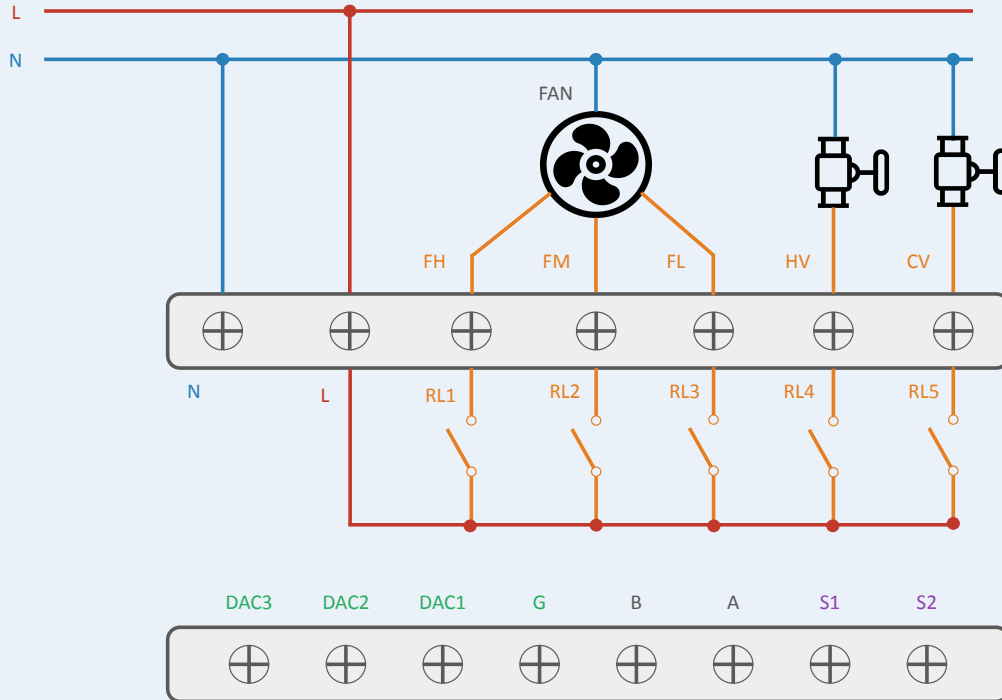 L
N
FAN
FH FM FL HV CV
N L RL1 RL2 RL3 RL4 RL5
DAC3 DAC2 DAC1 G B A S1 S2